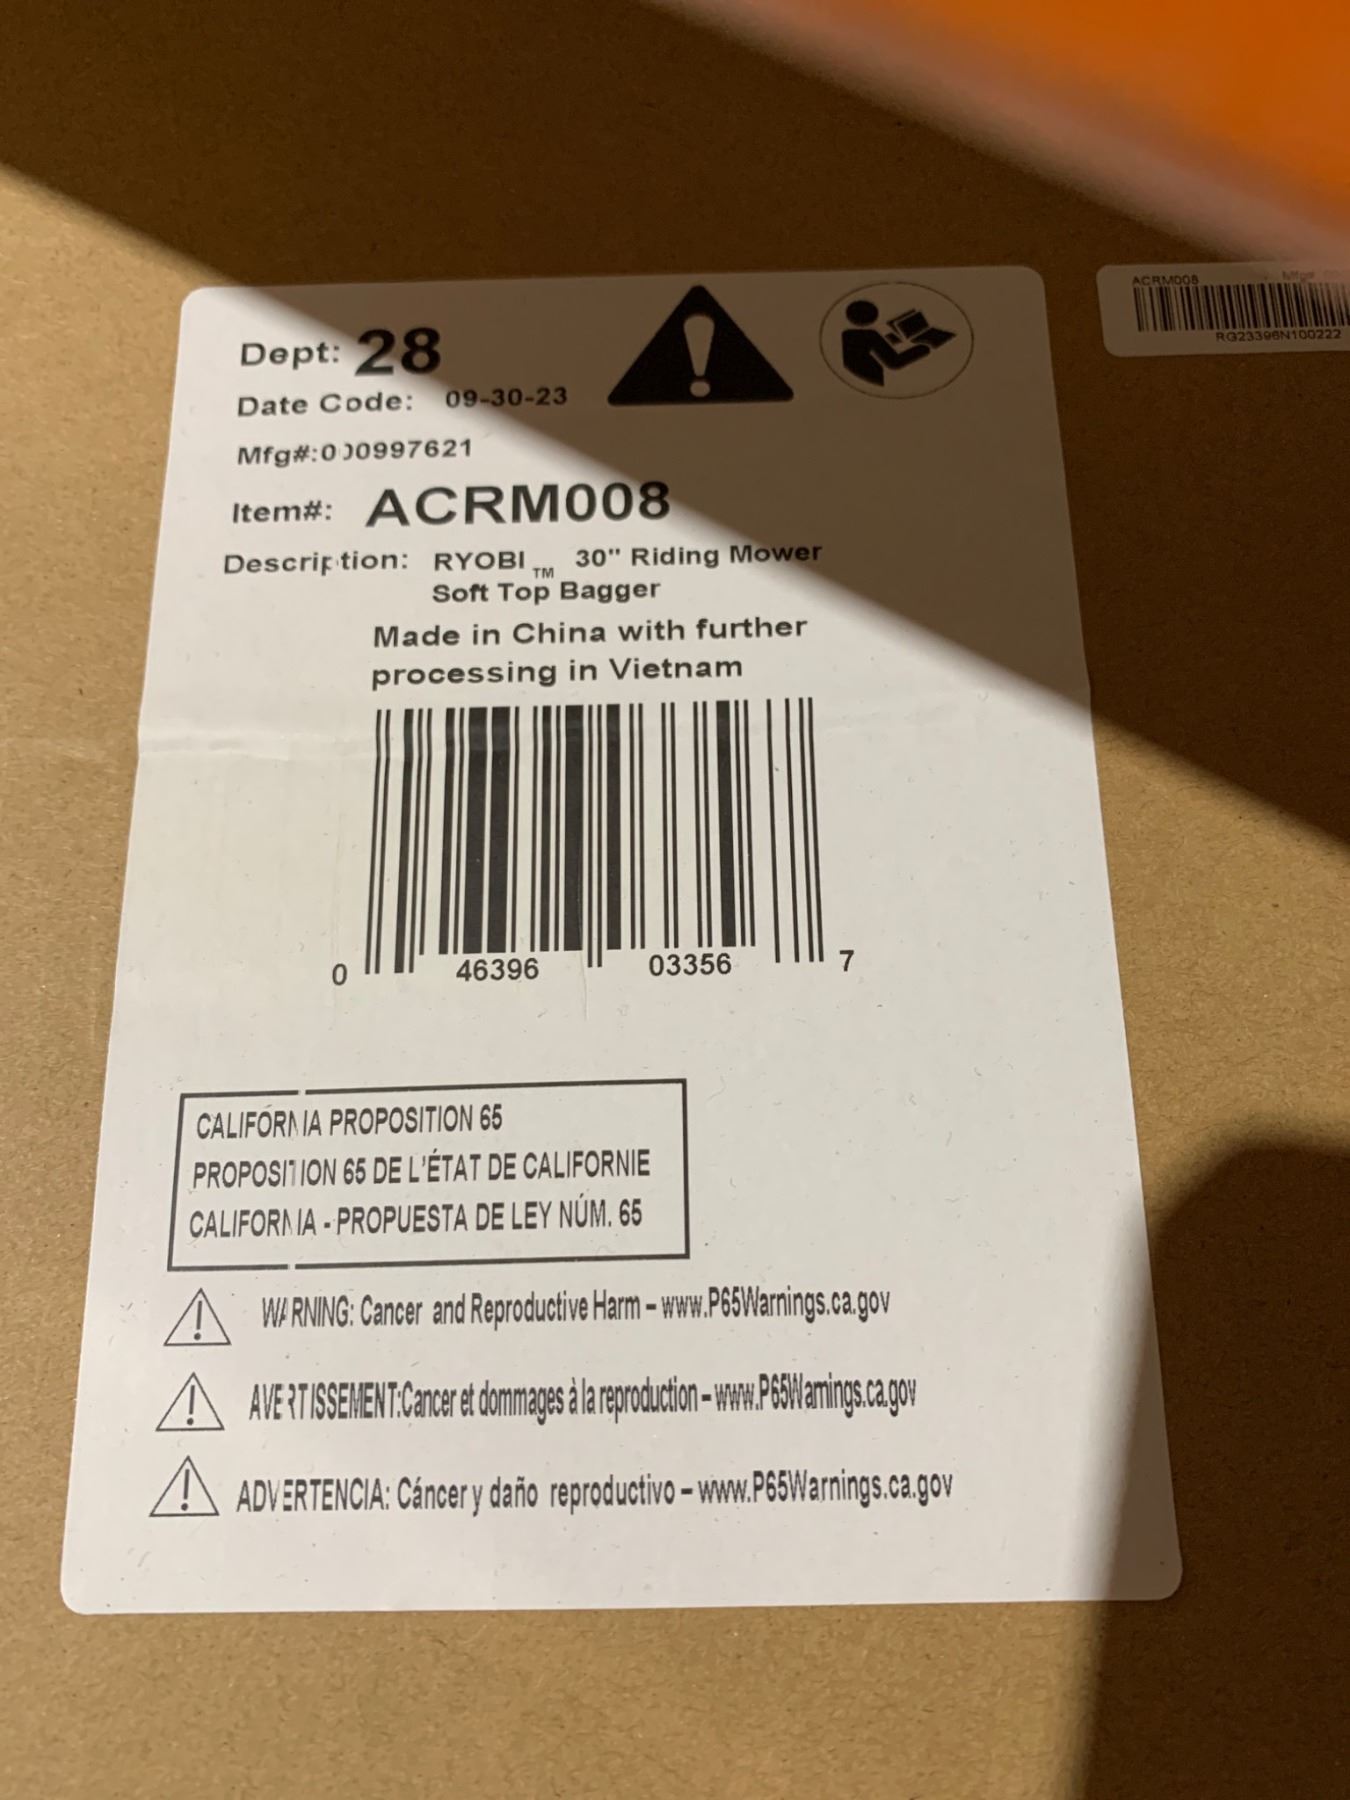 Dept: 28
Date Code: 09-30-23
Mfg#:000997621
Item#: ACRM008
Description: RYOBI™ 30" Riding Mower
Soft Top Bagger
Made in China with further
processing in Vietnam
0 46396 03356 7
CALIFORNIA PROPOSITION 65
PROPOSITION 65 DE L'ÉTAT DE CALIFORNIE
CALIFORNIA - PROPUESTA DE LEY NÚM. 65
WARNING: Cancer and Reproductive Harm – www.P65Warnings.ca.gov
AVERTISSEMENT:Cancer et dommages à la reproduction – www.P65Warnings.ca.gov
ADVERTENCIA: Cáncer y daño reproductivo – www.P65Warnings.ca.gov
ACRM008 Mfg#
RG23396N100222